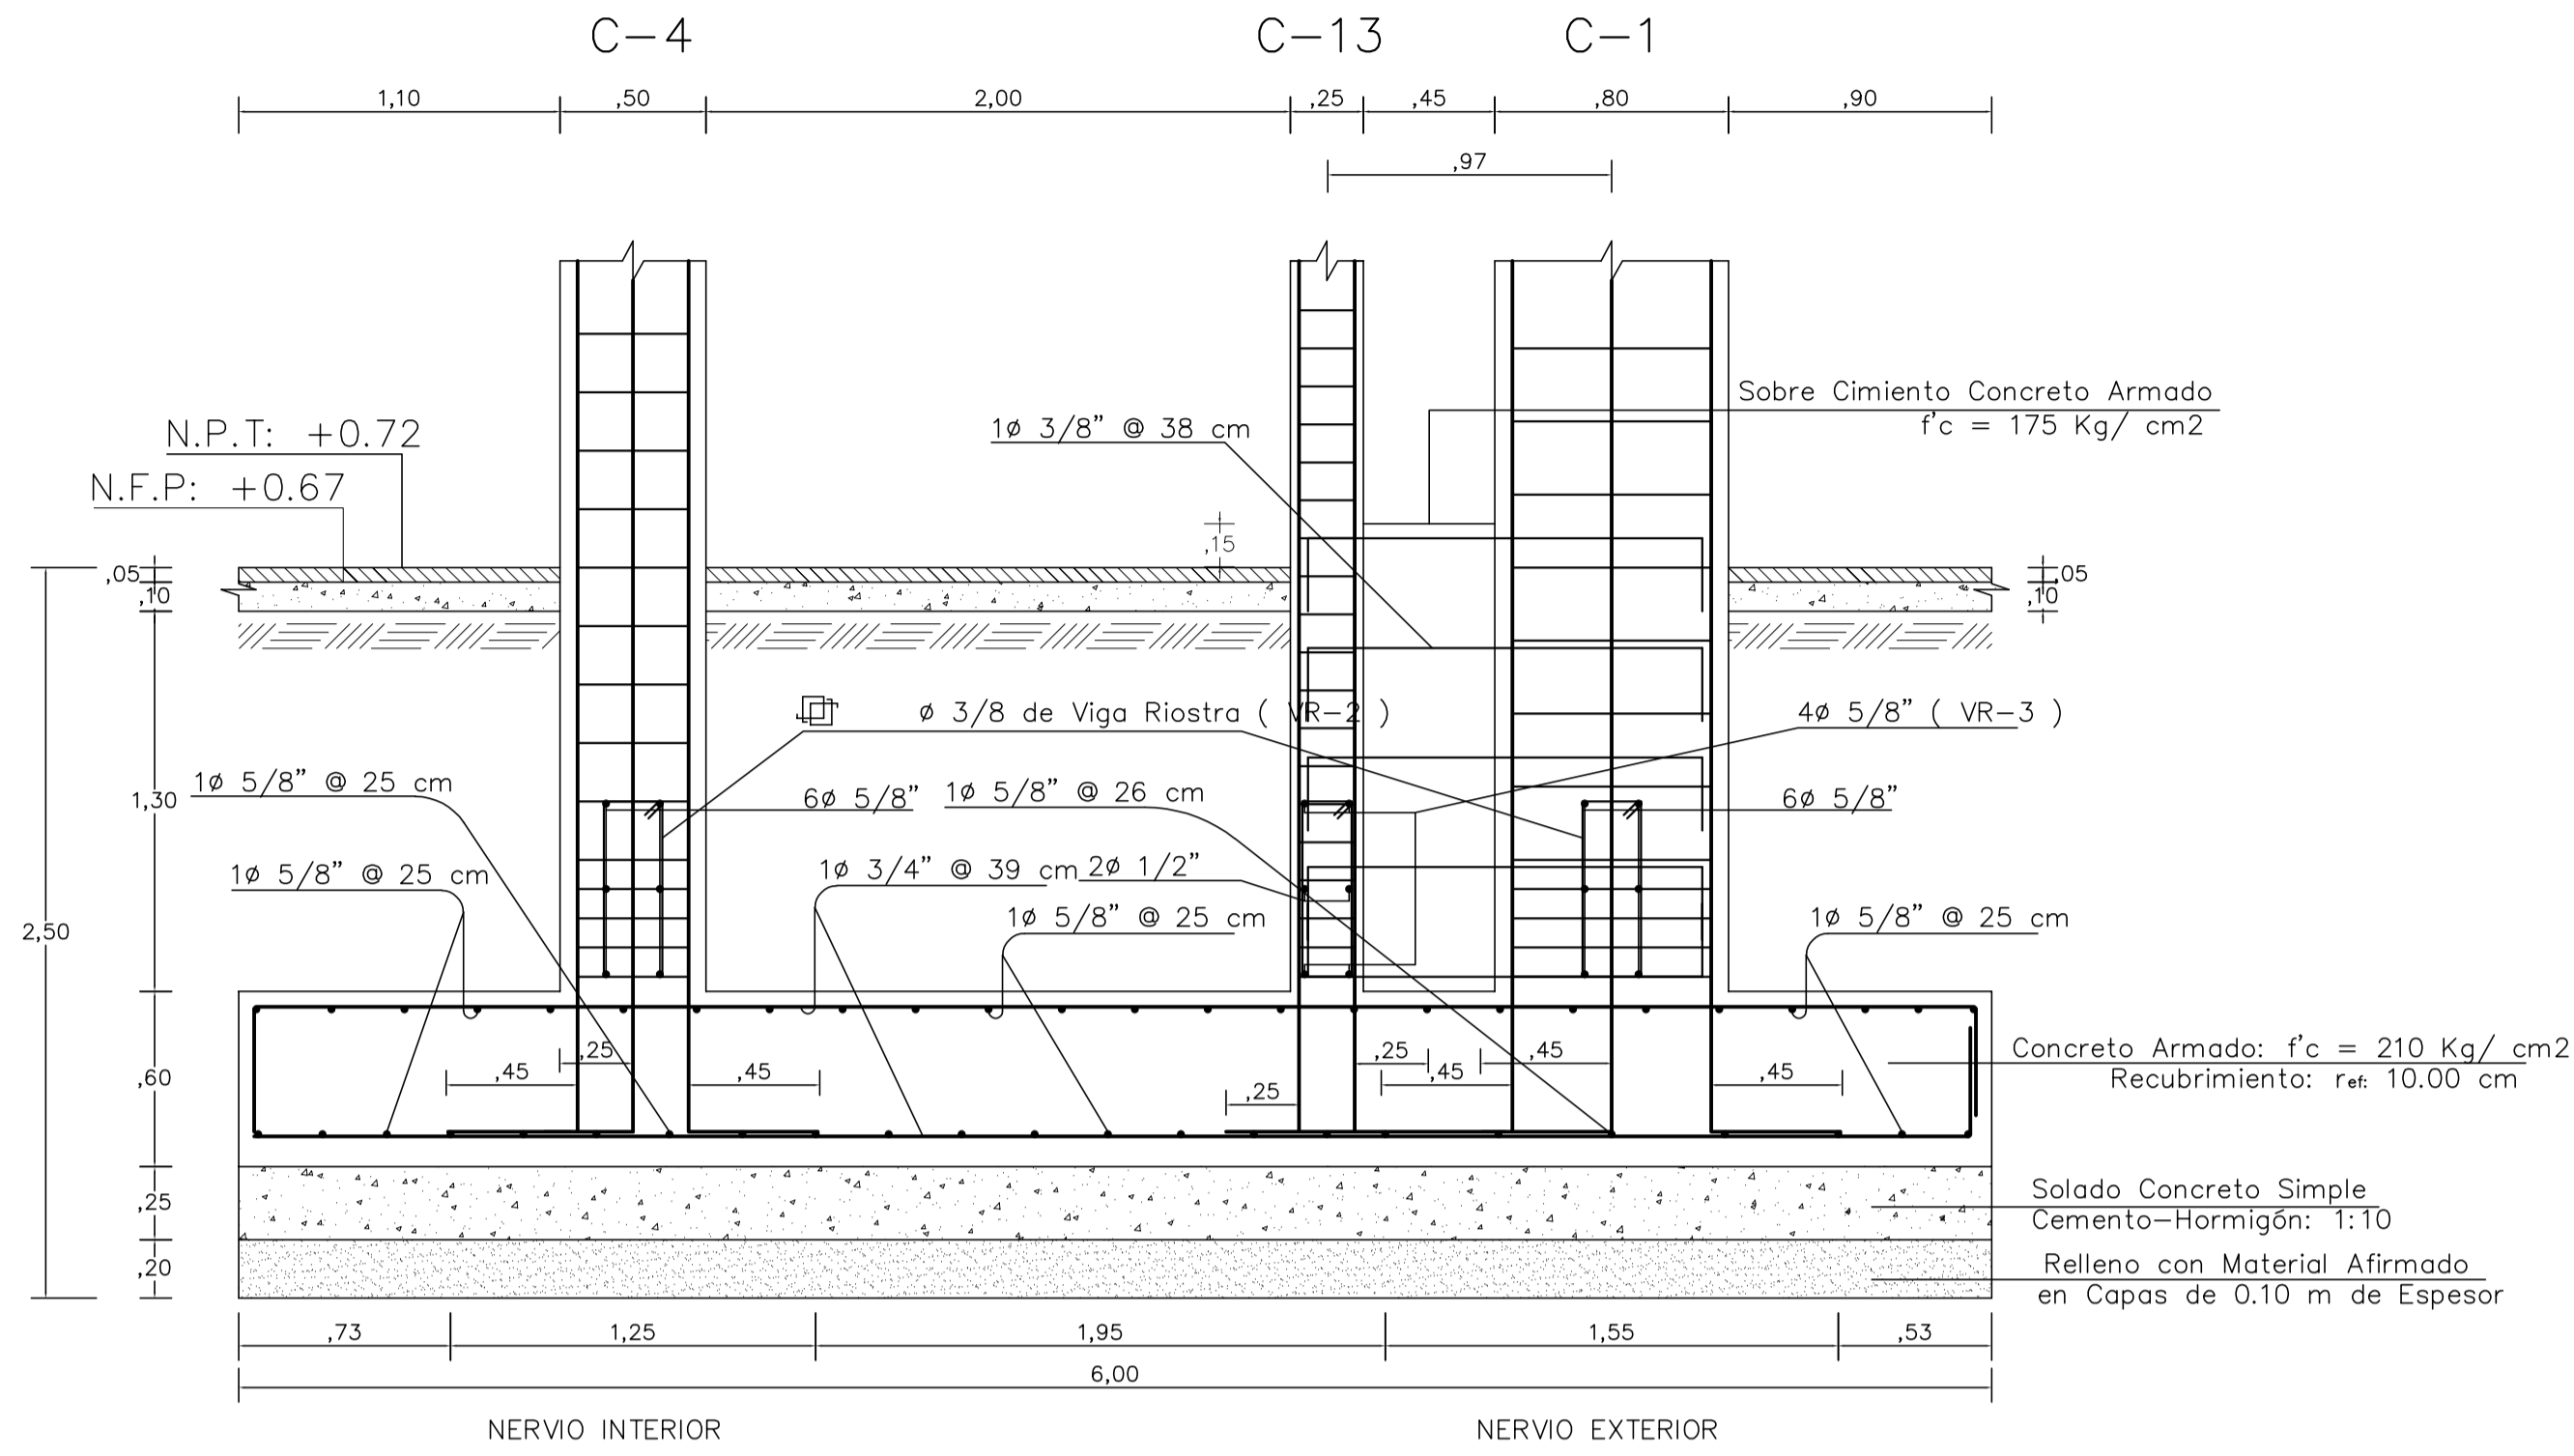 C-4
C-13
C-1
1,10
,50
2,00
,25
,45
,80
,90
,97
Sobre Cimiento Concreto Armado
f'c = 175 Kg/ cm2
1ø 3/8" @ 38 cm
N.P.T: +0.72
N.F.P: +0.67
,15
,05
,10
,05
,10
ø 3/8 de Viga Riostra ( VR-2 )
4ø 5/8" ( VR-3 )
1ø 5/8" @ 25 cm
1,30
6ø 5/8"
1ø 5/8" @ 26 cm
6ø 5/8"
1ø 5/8" @ 25 cm
1ø 3/4" @ 39 cm
2ø 1/2"
1ø 5/8" @ 25 cm
1ø 5/8" @ 25 cm
2,50
,60
,45
,25
,45
,25
,25
,45
,45
,45
Concreto Armado: f'c = 210 Kg/ cm2
Recubrimiento: ref: 10.00 cm
,25
Solado Concreto Simple
Cemento-Hormigón: 1:10
,20
Relleno con Material Afirmado
en Capas de 0.10 m de Espesor
,73
1,25
1,95
1,55
,53
6,00
NERVIO INTERIOR
NERVIO EXTERIOR